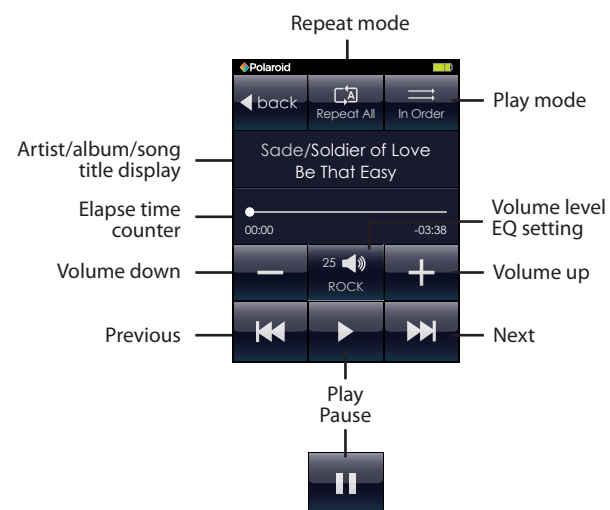 Repeat mode
Polaroid
back
A
Repeat All
In Order
Play mode
Artist/album/song
title display
Sade/Soldier of Love
Be That Easy
Elapse time
counter
00:00
-03:38
Volume level
EQ setting
Volume down
25
ROCK
Volume up
Previous
Next
Play
Pause